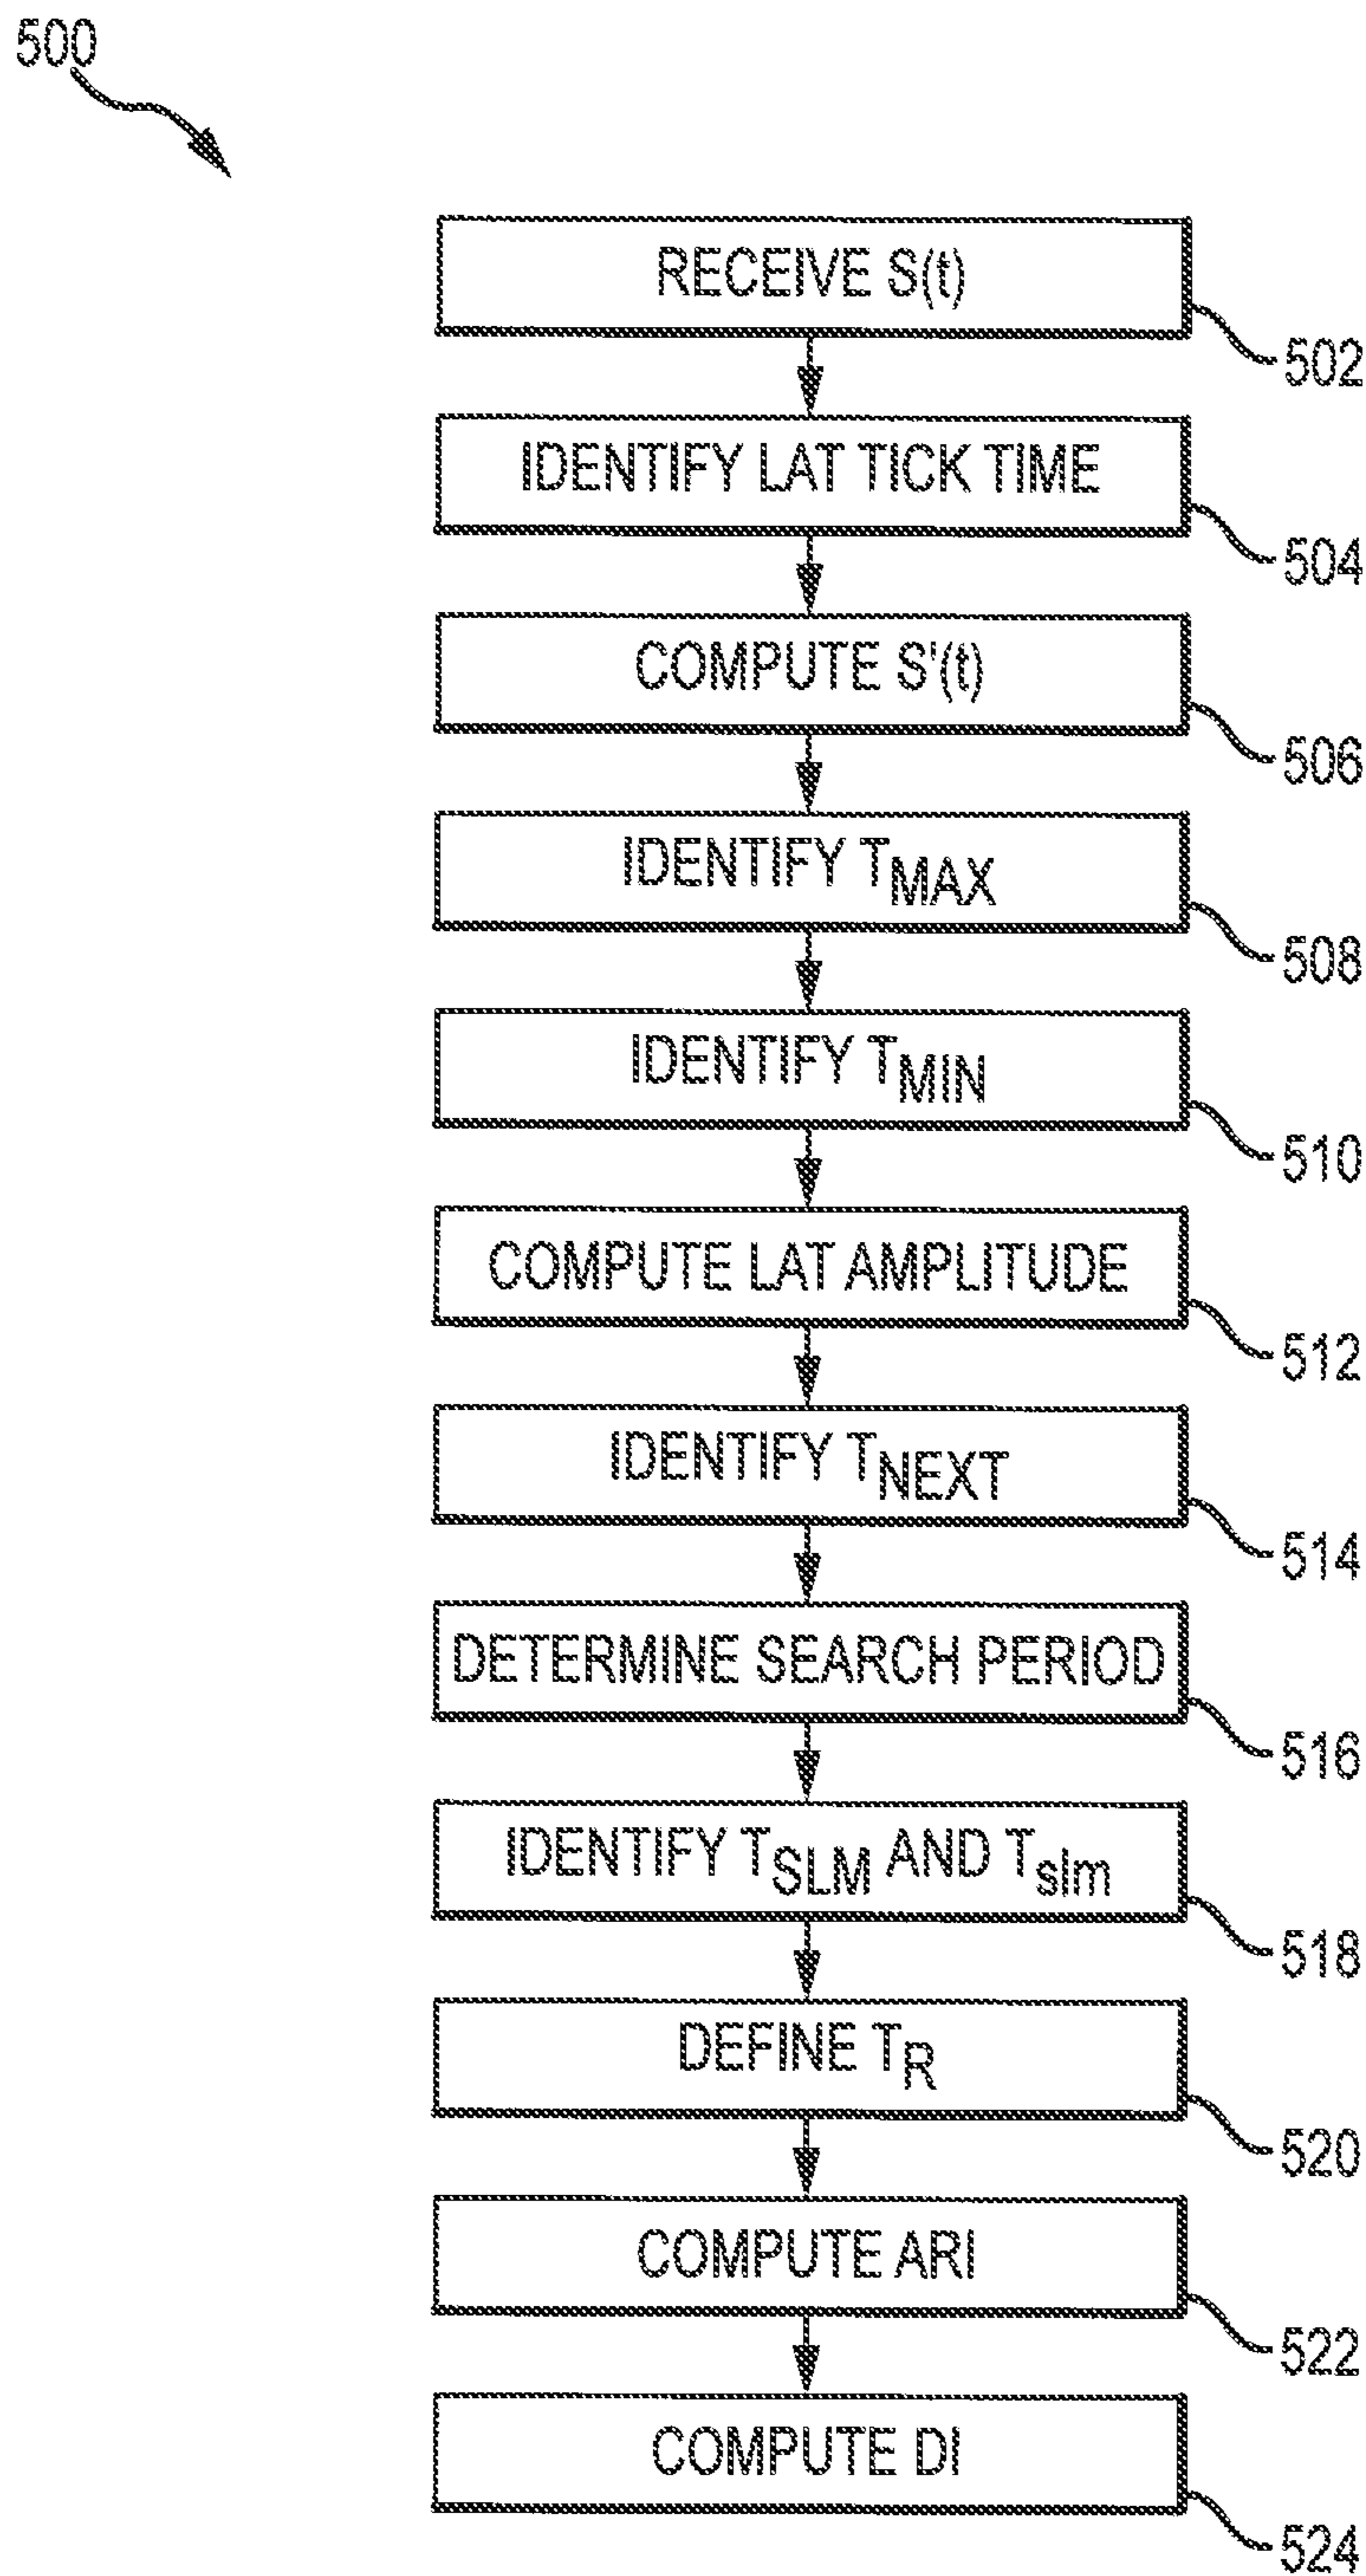 500
RECEIVE S(t)
502
IDENTIFY LAT TICK TIME
504
COMPUTE S'(t)
506
IDENTIFY TMAX
508
IDENTIFY TMIN
510
COMPUTE LAT AMPLITUDE
512
IDENTIFY TNEXT
514
DETERMINE SEARCH PERIOD
516
IDENTIFY TSLM AND Tslm
518
DEFINE TR
520
COMPUTE ARI
522
COMPUTE DI
524